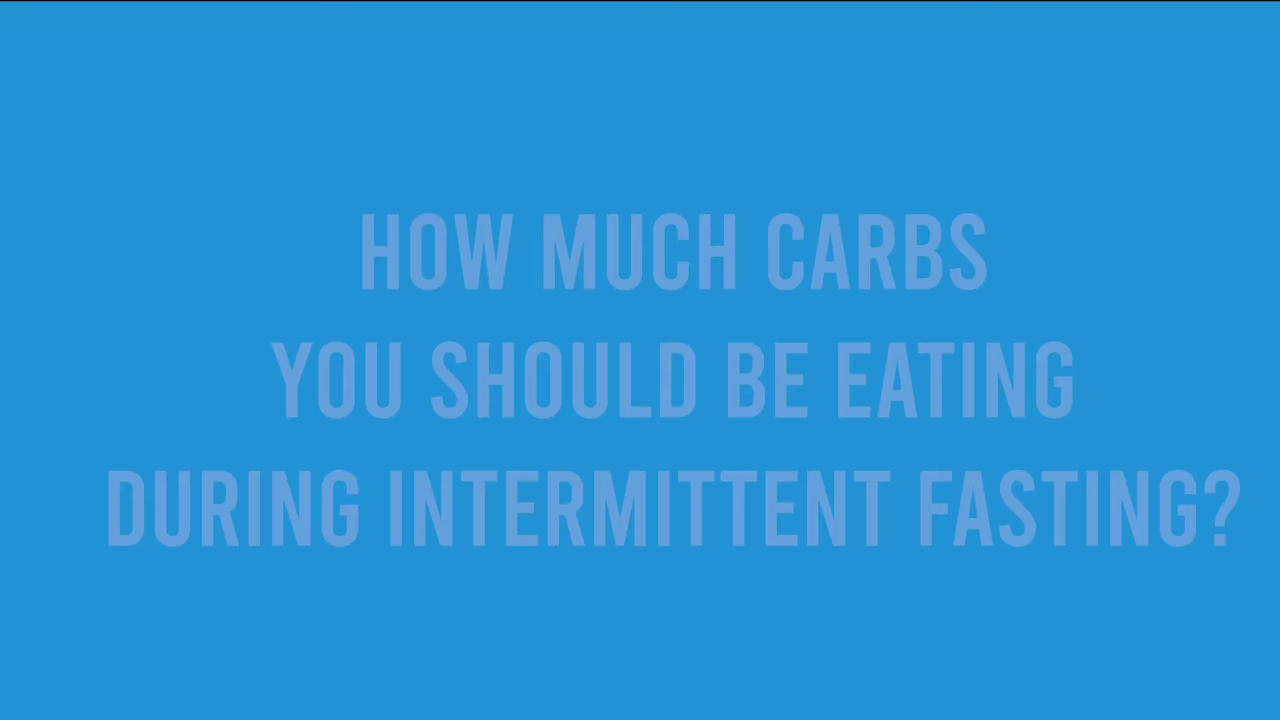 HOW MUCH CARBS
YOU SHOULD BE EATING
DURING INTERMITTENT FASTING?